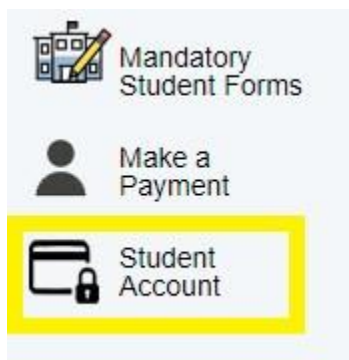 Mandatory
Student Forms
Make a
Payment
Student
Account